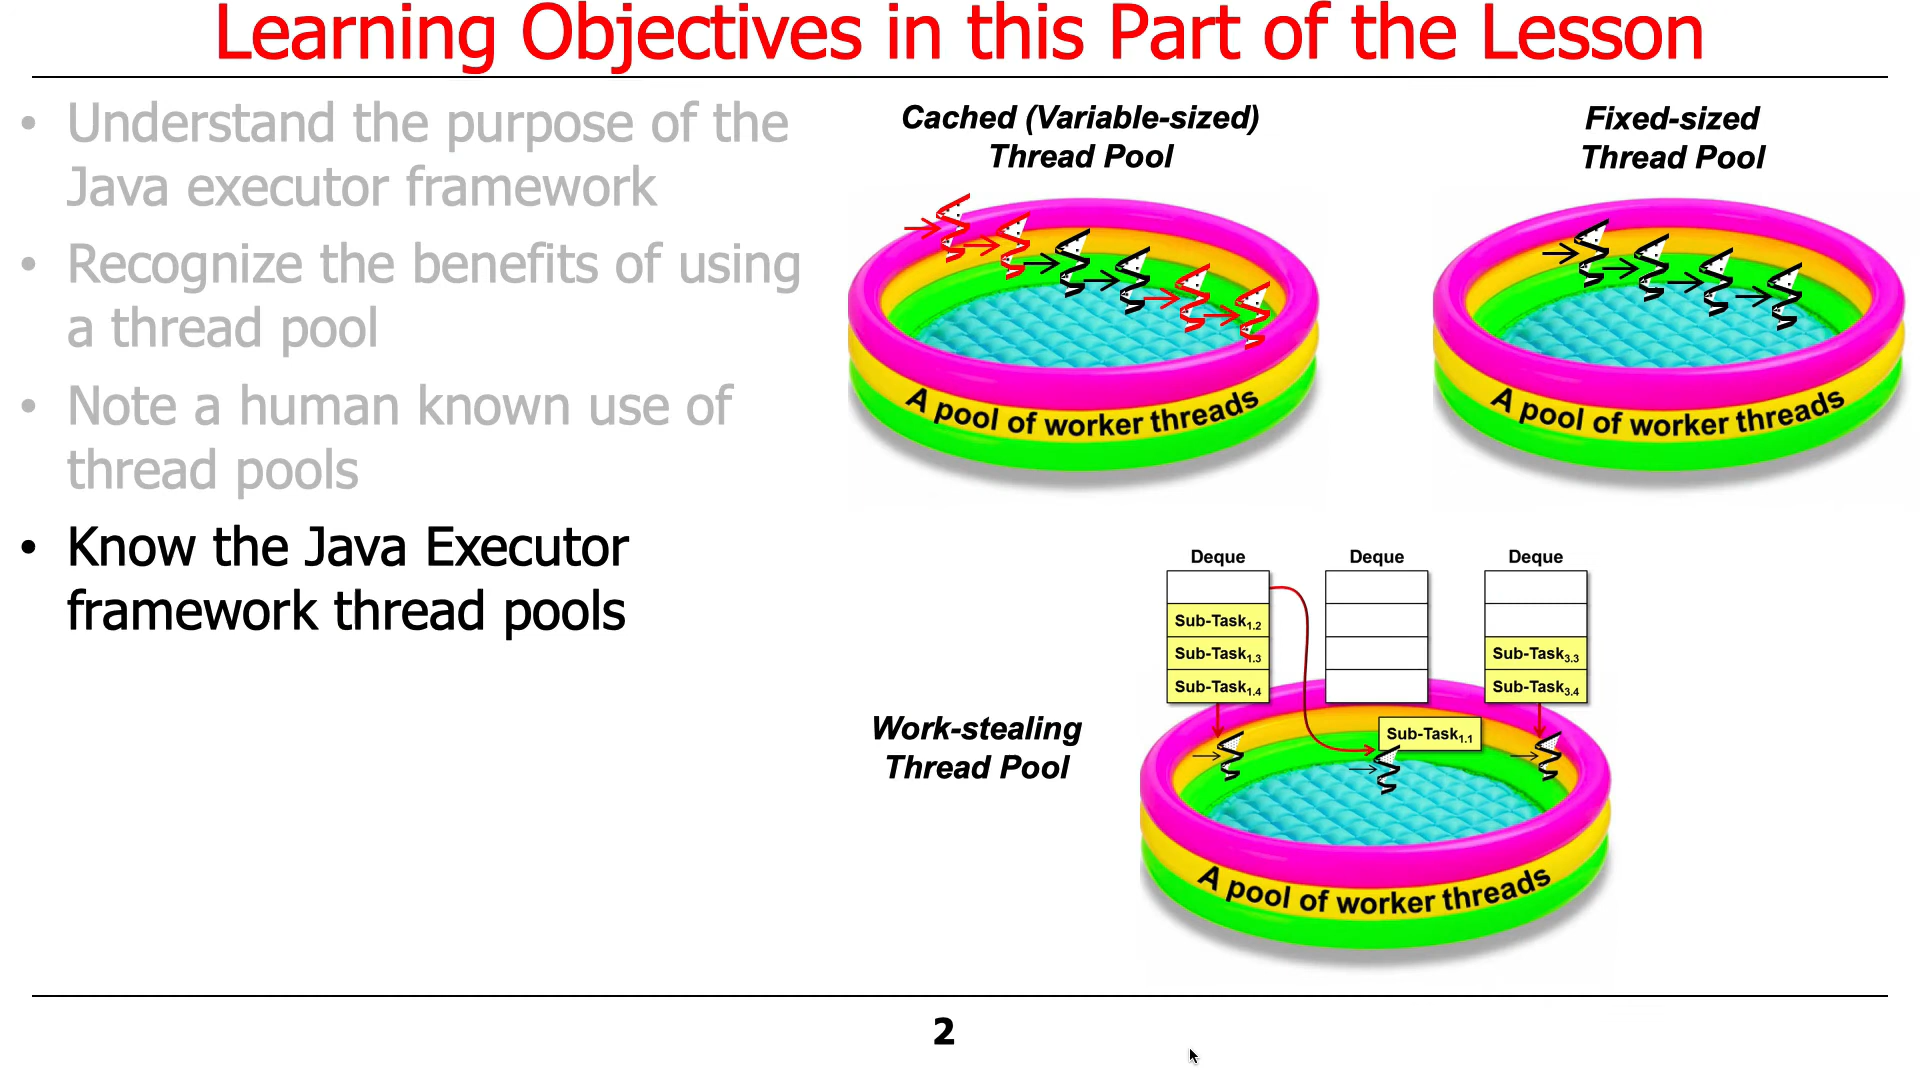 Learning Objectives in this Part of the Lesson
• Understand the purpose of the
Java executor framework
• Recognize the benefits of using
a thread pool
• Note a human known use of
thread pools
• Know the Java Executor
framework thread pools
Cached (Variable-sized)
Thread Pool
A pool of worker threads
Fixed-sized
Thread Pool
A pool of worker threads
Work-stealing
Thread Pool
Deque
Sub-Task1.2
Sub-Task1.3
Sub-Task1.4
Deque
Sub-Task1.1
Deque
Sub-Task3.3
Sub-Task3.4
A pool of worker threads
2